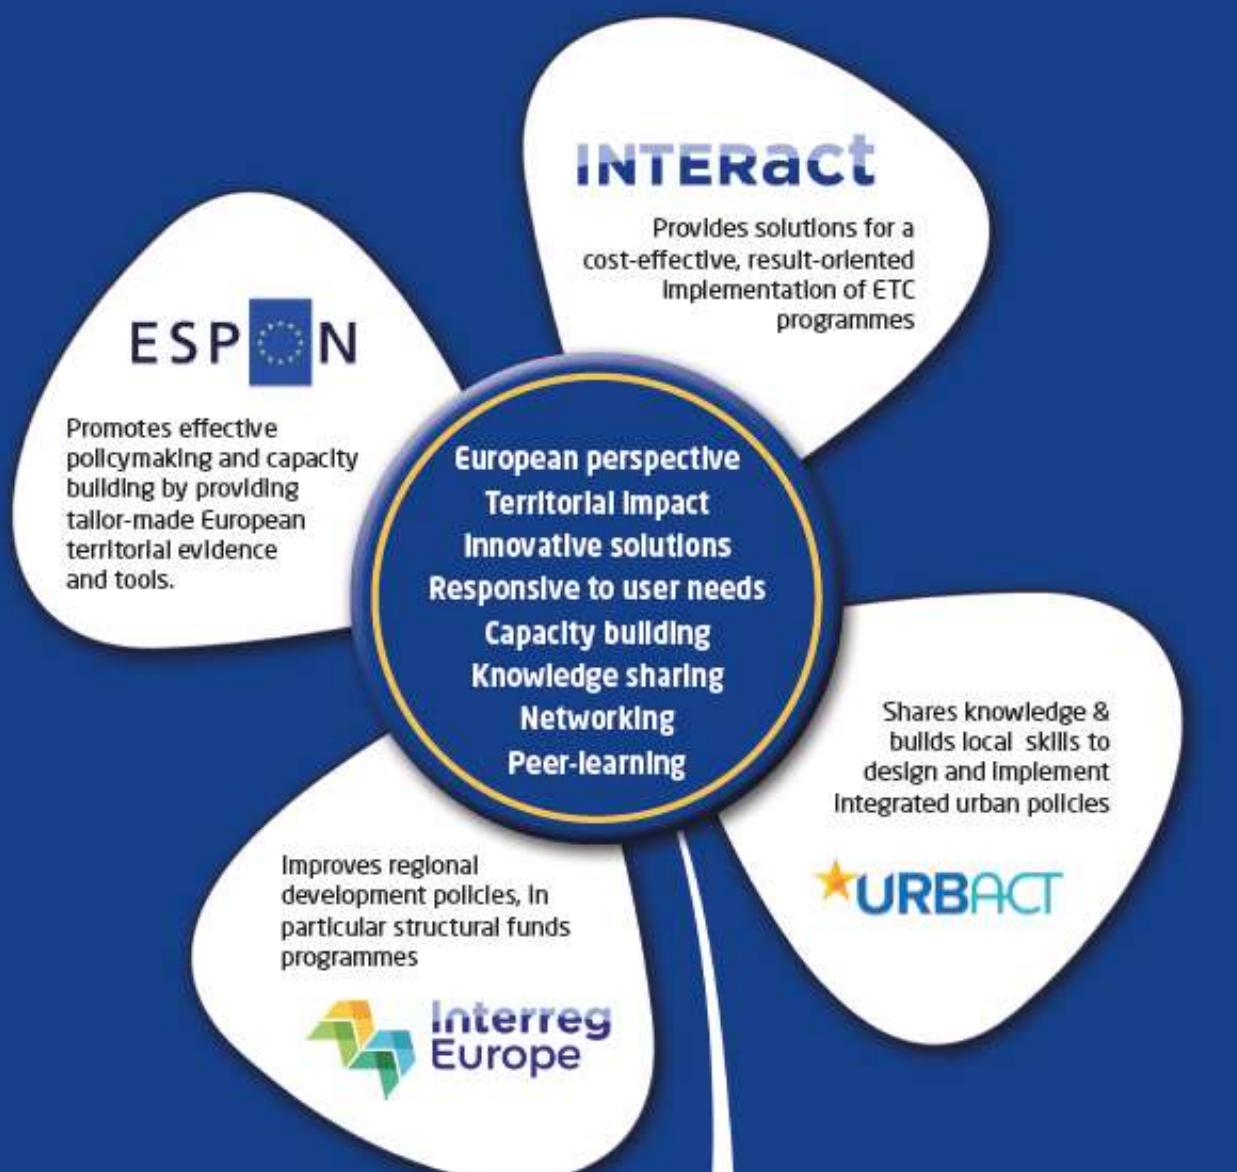 INTERact
Provides solutions for a
cost-effective, result-oriented
implementation of ETC
programmes
ESPON
Promotes effective
policymaking and capacity
building by providing
tailor-made European
territorial evidence
and tools.
European perspective
Territorial impact
Innovative solutions
Responsive to user needs
Capacity building
Knowledge sharing
Networking
Peer-learning
Shares knowledge &
builds local skills to
design and implement
integrated urban policies
URBACT
Improves regional
development policies, in
particular structural funds
programmes
Interreg
Europe